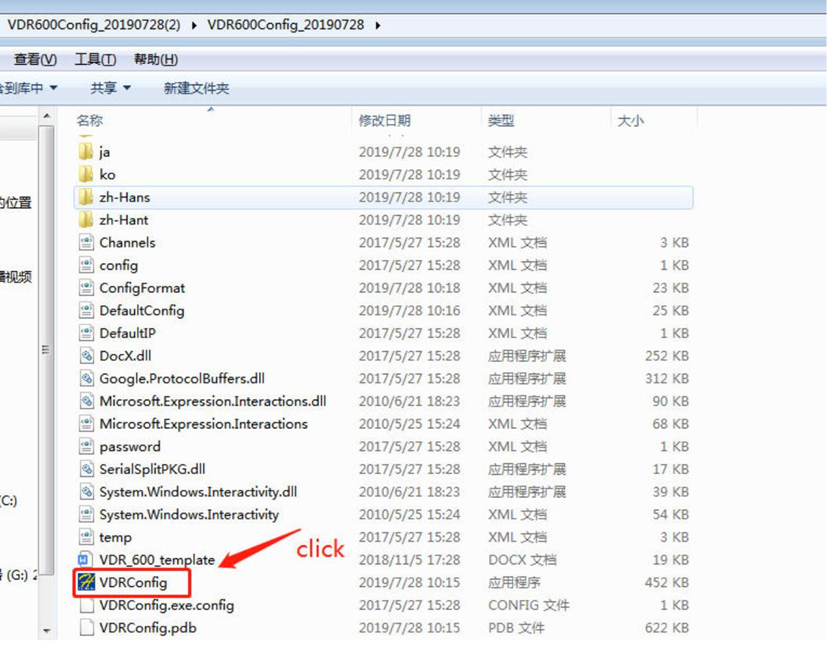 VDR600Config_20190728(2) ▸ VDR600Config_20190728 ▸
查看(V) 工具(T) 帮助(H)
含到库中 ▾ 共享 ▾ 新建文件夹
名称 修改日期 类型 大小
ja 2019/7/28 10:19 文件夹
ko 2019/7/28 10:19 文件夹
的位置 zh-Hans 2019/7/28 10:19 文件夹
zh-Hant 2019/7/28 10:19 文件夹
Channels 2017/5/27 15:28 XML 文档 3 KB
播视频 config 2017/5/27 15:28 XML 文档 1 KB
ConfigFormat 2019/7/28 10:18 XML 文档 23 KB
DefaultConfig 2019/7/28 10:16 XML 文档 25 KB
DefaultIP 2017/5/27 15:28 XML 文档 1 KB
DocX.dll 2017/5/27 15:28 应用程序扩展 252 KB
Google.ProtocolBuffers.dll 2017/5/27 15:28 应用程序扩展 312 KB
Microsoft.Expression.Interactions.dll 2010/6/21 18:23 应用程序扩展 90 KB
Microsoft.Expression.Interactions 2010/5/25 15:24 XML 文档 68 KB
password 2017/5/27 15:28 XML 文档 1 KB
SerialSplitPKG.dll 2017/5/27 15:28 应用程序扩展 17 KB
(C:) System.Windows.Interactivity.dll 2010/6/21 18:23 应用程序扩展 39 KB
System.Windows.Interactivity 2010/5/25 15:24 XML 文档 54 KB
temp 2017/5/27 15:28 XML 文档 3 KB
click
VDR_600_template 2018/11/5 17:28 DOCX 文档 19 KB
(G:) 2 VDRConfig 2019/7/28 10:15 应用程序 452 KB
VDRConfig.exe.config 2017/5/27 15:28 CONFIG 文件 1 KB
VDRConfig.pdb 2019/7/28 10:15 PDB 文件 622 KB